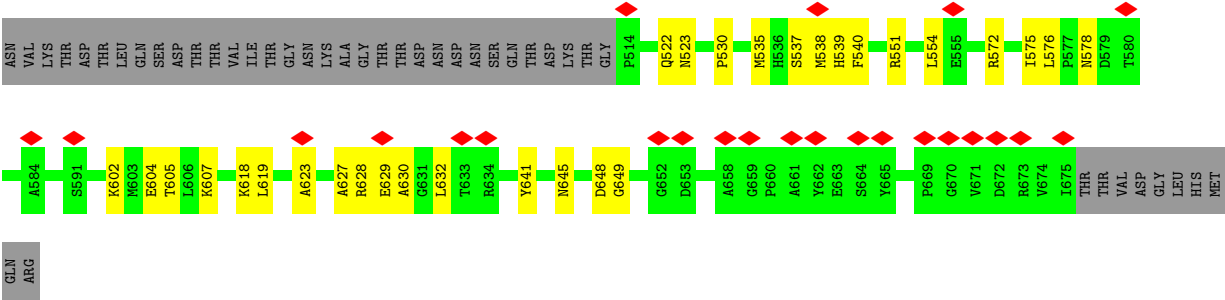 ASN VAL LYS THR ASP THR LEU GLN SER ASP THR THR VAL ILE THR GLY ASN LYS ALA GLY THR THR ASP ASN ASP ASN SER GLN THR ASP LYS THR GLY P514 Q522 N523 P530 M535 H536 S537 M538 H539 F540 R551 L554 E555 R572 I575 L576 P577 N578 D579 T580
A584 S591 K602 M603 E604 T605 L606 K607 K618 L619 A623 A627 R628 E629 A630 G631 L632 T633 R634 Y641 N645 D648 G649 G652 D653 A658 G659 P660 A661 Y662 E663 S664 Y665 P669 G670 V671 D672 R673 V674 I675 THR THR VAL ASP GLY LEU HIS MET
GLN ARG